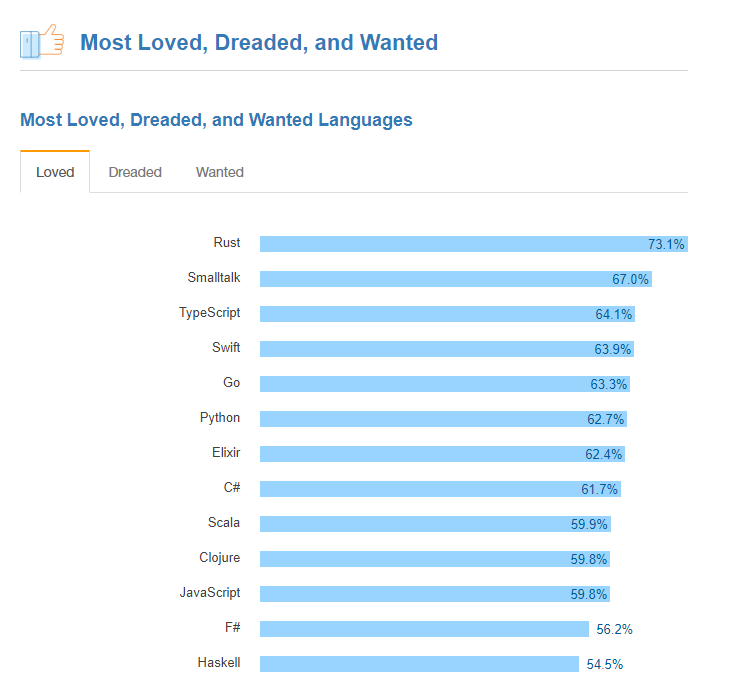 Most Loved, Dreaded, and Wanted
Most Loved, Dreaded, and Wanted Languages
Loved Dreaded Wanted
Rust 73.1%
Smalltalk 67.0%
TypeScript 64.1%
Swift 63.9%
Go 63.3%
Python 62.7%
Elixir 62.4%
C# 61.7%
Scala 59.9%
Clojure 59.8%
JavaScript 59.8%
F# 56.2%
Haskell 54.5%